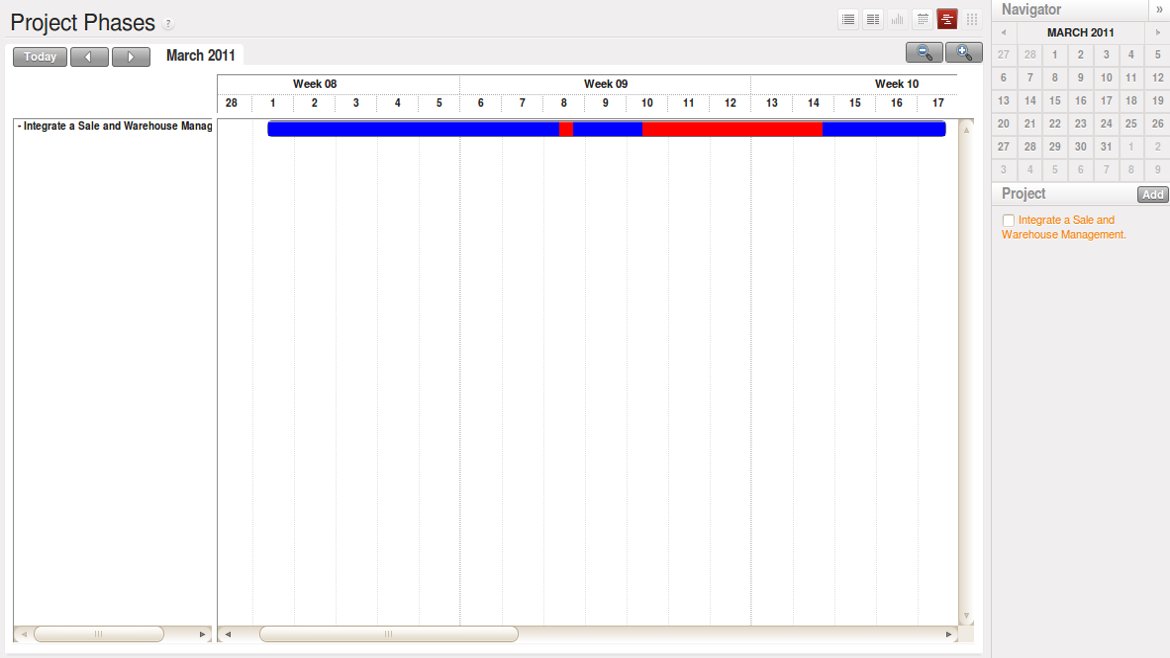 Project Phases ?
Today
March 2011
Week 08 Week 09 Week 10
28 1 2 3 4 5 6 7 8 9 10 11 12 13 14 15 16 17
- Integrate a Sale and Warehouse Manag
Navigator »
MARCH 2011
27 28 1 2 3 4 5
6 7 8 9 10 11 12
13 14 15 16 17 18 19
20 21 22 23 24 25 26
27 28 29 30 31 1 2
3 4 5 6 7 8 9
Project Add
Integrate a Sale and
Warehouse Management.